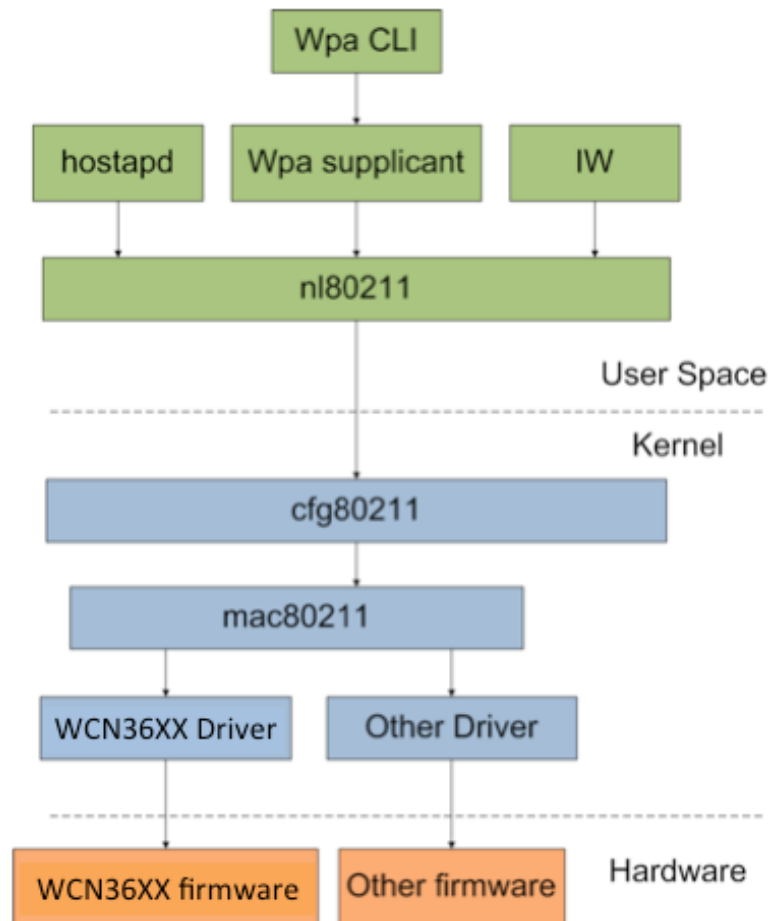 Wpa CLI
hostapd
Wpa supplicant
IW
nl80211
User Space
Kernel
cfg80211
mac80211
WCN36XX Driver
Other Driver
WCN36XX firmware
Other firmware
Hardware